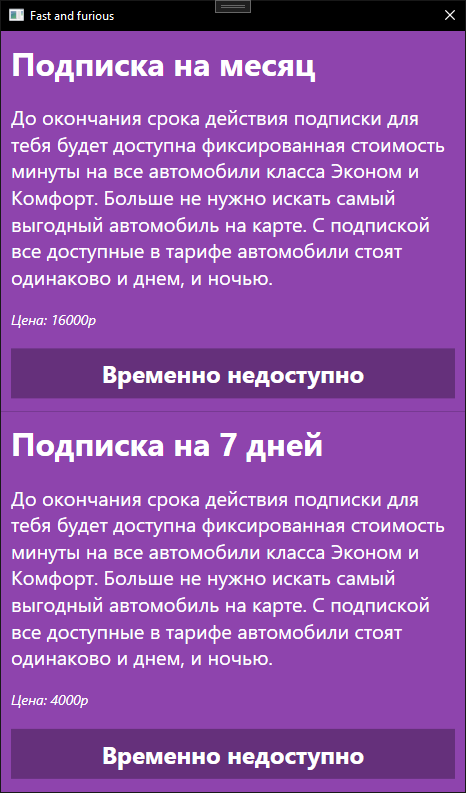 Fast and furious
Подписка на месяц
До окончания срока действия подписки для
тебя будет доступна фиксированная стоимость
минуты на все автомобили класса Эконом и
Комфорт. Больше не нужно искать самый
выгодный автомобиль на карте. С подпиской
все доступные в тарифе автомобили стоят
одинаково и днем, и ночью.
Цена: 16000р
Временно недоступно
Подписка на 7 дней
До окончания срока действия подписки для
тебя будет доступна фиксированная стоимость
минуты на все автомобили класса Эконом и
Комфорт. Больше не нужно искать самый
выгодный автомобиль на карте. С подпиской
все доступные в тарифе автомобили стоят
одинаково и днем, и ночью.
Цена: 4000р
Временно недоступно